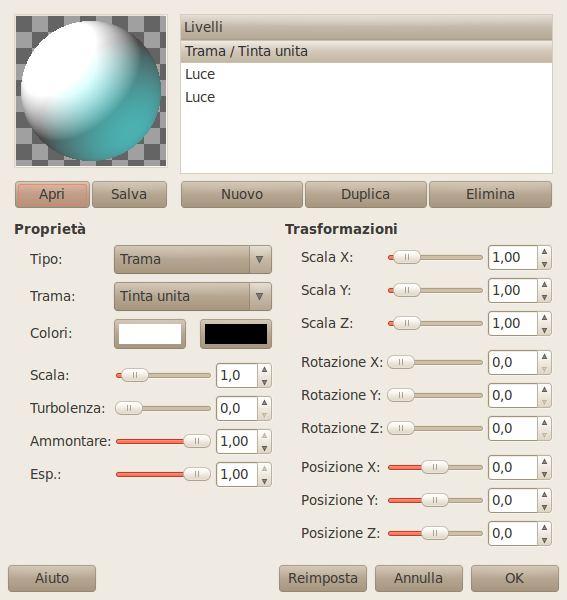 Livelli
Trama / Tinta unita
Luce
Luce
Apri Salva Nuovo Duplica Elimina
Proprietà
Tipo: Trama
Trama: Tinta unita
Colori:
Scala: 1,0
Turbolenza: 0,0
Ammontare: 1,00
Esp.: 1,00
Trasformazioni
Scala X: 1,00
Scala Y: 1,00
Scala Z: 1,00
Rotazione X: 0,0
Rotazione Y: 0,0
Rotazione Z: 0,0
Posizione X: 0,0
Posizione Y: 0,0
Posizione Z: 0,0
Aiuto Reimposta Annulla OK